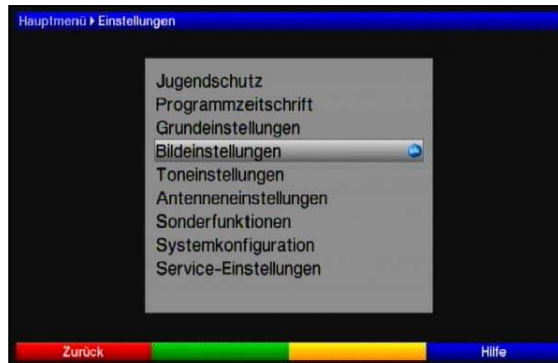 Hauptmenü Einstellungen
Jugendschutz
Programmzeitschrift
Grundeinstellungen
Bildeinstellungen
Toneinstellungen
Antenneneinstellungen
Sonderfunktionen
Systemkonfiguration
Service-Einstellungen
Zurück Hilfe